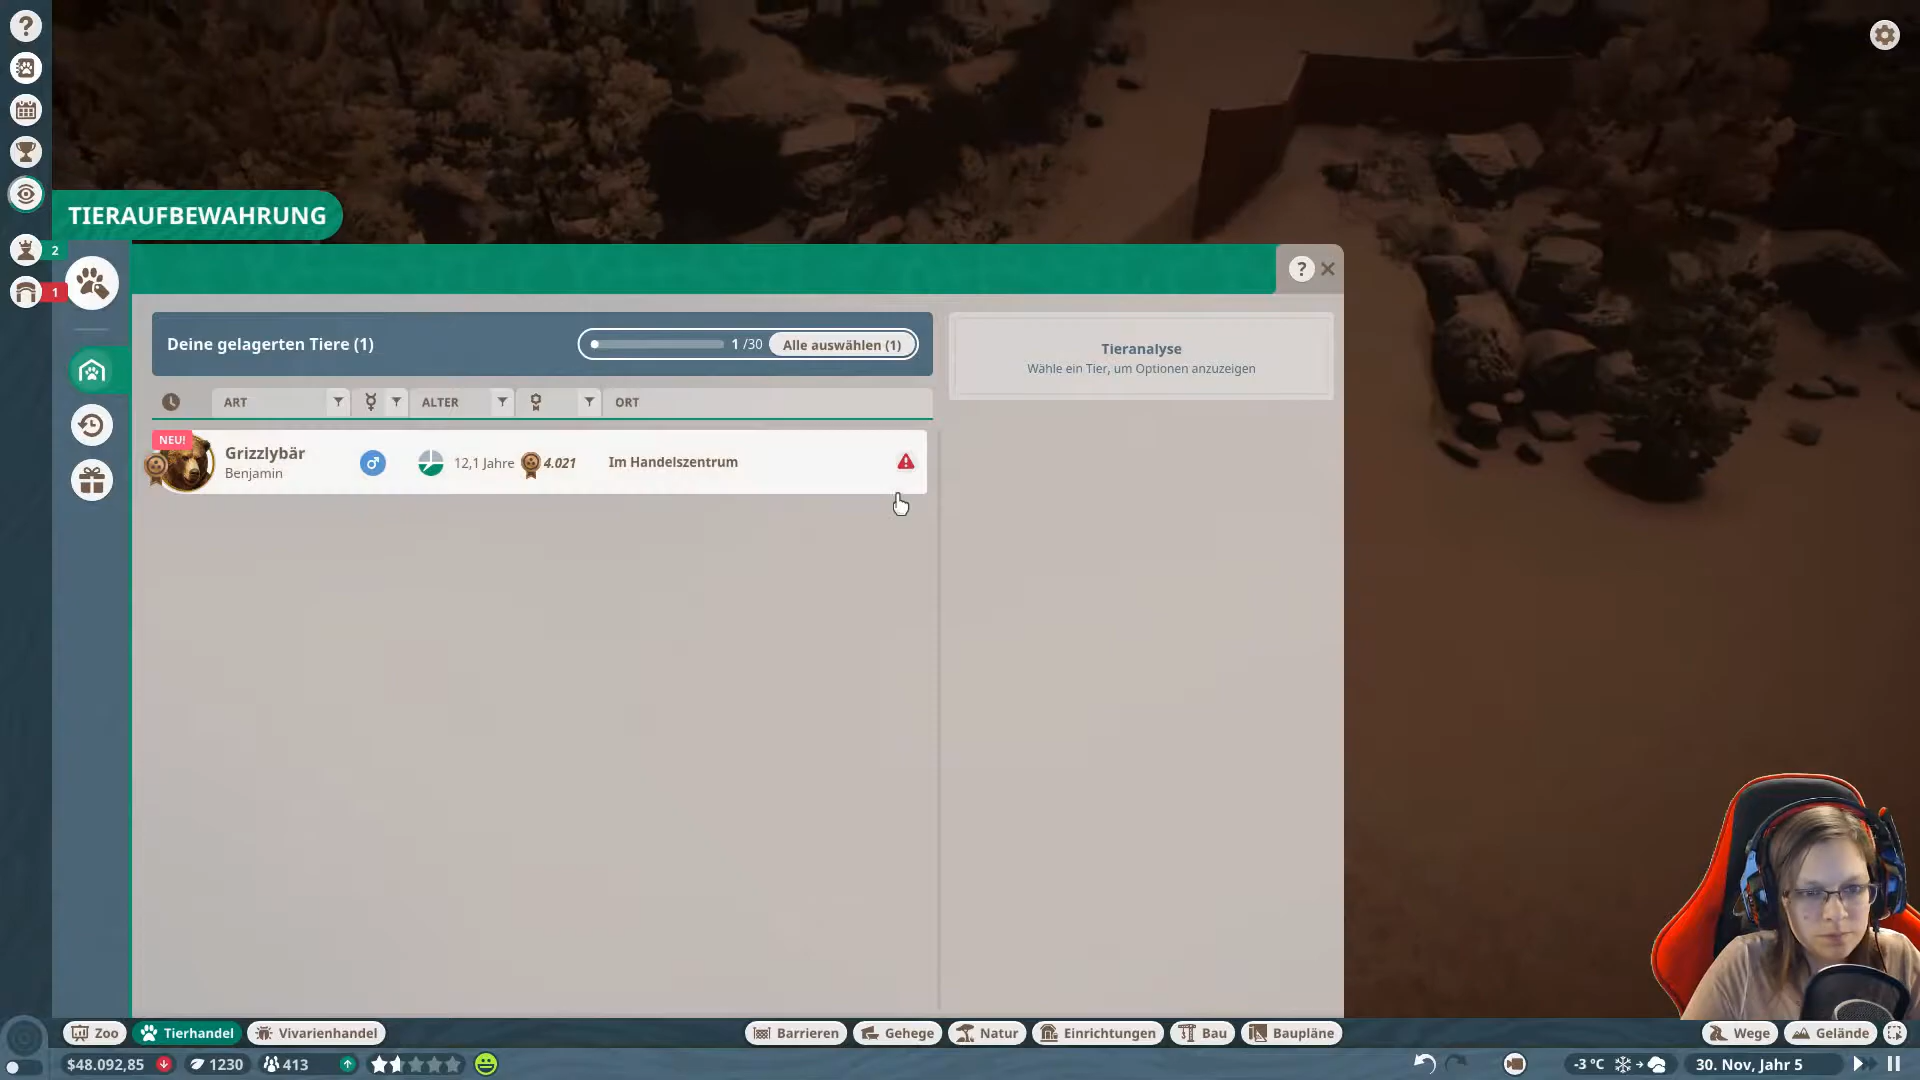 TIERAUFBEWAHRUNG
2
1
?
Deine gelagerten Tiere (1)
1 /30
Alle auswählen (1)
Tieranalyse
Wähle ein Tier, um Optionen anzuzeigen
ART
ALTER
ORT
NEU!
Grizzlybär
Benjamin
12,1 Jahre
4.021
Im Handelszentrum
Zoo
Tierhandel
Vivarienhandel
Barrieren
Gehege
Natur
Einrichtungen
Bau
Baupläne
Wege
Gelände
$48.092,85
1230
413
-3 °C
30. Nov, Jahr 5